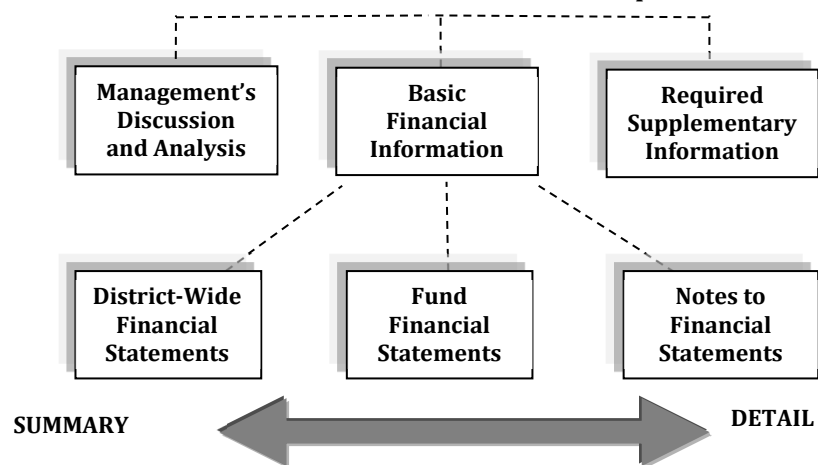 Management's
Discussion
and Analysis
Basic
Financial
Information
Required
Supplementary
Information
District-Wide
Financial
Statements
Fund
Financial
Statements
Notes to
Financial
Statements
SUMMARY
DETAIL